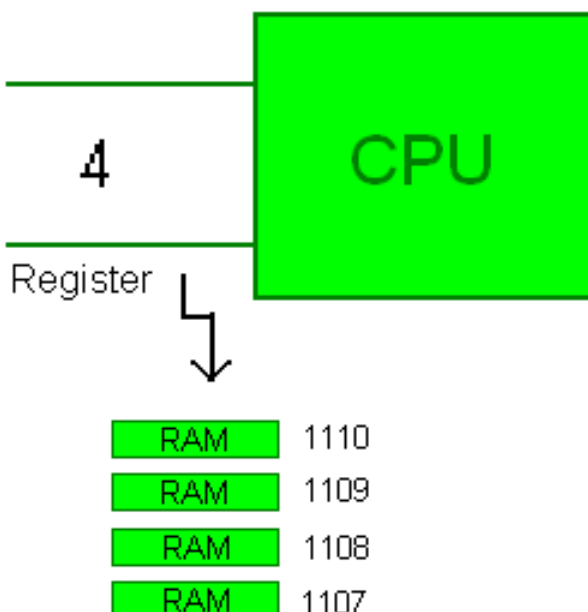 4
CPU
Register
RAM 1110
RAM 1109
RAM 1108
RAM 1107